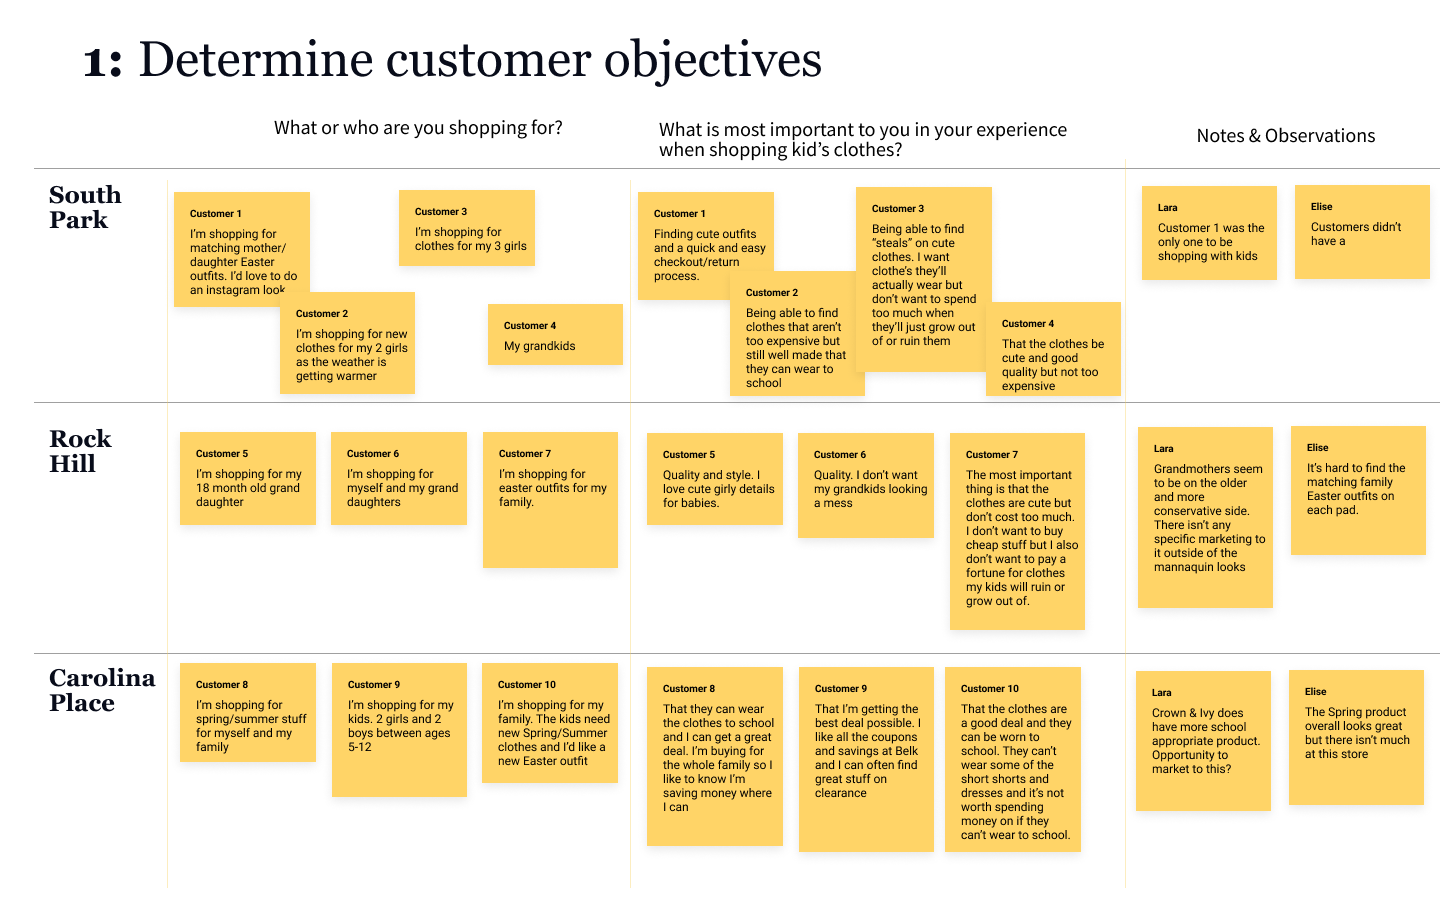 1: Determine customer objectives
What or who are you shopping for?
What is most important to you in your experience
when shopping kid's clothes?
Notes & Observations
South
Park
Customer 1
I'm shopping for
matching mother/
daughter Easter
outfits. I'd love to do
an instagram look
Customer 2
I'm shopping for new
clothes for my 2 girls
as the weather is
getting warmer
Customer 3
I'm shopping for
clothes for my 3 girls
Customer 4
My grandkids
Customer 1
Finding cute outfits
and a quick and easy
checkout/return
process.
Customer 2
Being able to find
clothes that aren't
too expensive but
still well made that
they can wear to
school
Customer 3
Being able to find
“steals” on cute
clothes. I want
clothe's they'll
actually wear but
don't want to spend
too much when
they'll just grow out
of or ruin them
Customer 4
That the clothes be
cute and good
quality but not too
expensive
Lara
Customer 1 was the
only one to be
shopping with kids
Elise
Customers didn't
have a
Rock
Hill
Customer 5
I'm shopping for my
18 month old grand
daughter
Customer 6
I'm shopping for
myself and my grand
daughters
Customer 7
I'm shopping for
easter outfits for my
family.
Customer 5
Quality and style. I
love cute girly details
for babies.
Customer 6
Quality. I don't want
my grandkids looking
a mess
Customer 7
The most important
thing is that the
clothes are cute but
don't cost too much.
I don't want to buy
cheap stuff but I also
don't want to pay a
fortune for clothes
my kids will ruin or
grow out of.
Lara
Grandmothers seem
to be on the older
and more
conservative side.
There isn't any
specific marketing to
it outside of the
mannaquin looks
Elise
It's hard to find the
matching family
Easter outfits on
each pad.
Carolina
Place
Customer 8
I'm shopping for
spring/summer stuff
for myself and my
family
Customer 9
I'm shopping for my
kids. 2 girls and 2
boys between ages
5-12
Customer 10
I'm shopping for my
family. The kids need
new Spring/Summer
clothes and I'd like a
new Easter outfit
Customer 8
That they can wear
the clothes to school
and I can get a great
deal. I'm buying for
the whole family so I
like to know I'm
saving money where
I can
Customer 9
That I'm getting the
best deal possible. I
like all the coupons
and savings at Belk
and I can often find
great stuff on
clearance
Customer 10
That the clothes are
a good deal and they
can be worn to
school. They can't
wear some of the
short shorts and
dresses and it's not
worth spending
money on if they
can't wear to school.
Lara
Crown & Ivy does
have more school
appropriate product.
Opportunity to
market to this?
Elise
The Spring product
overall looks great
but there isn't much
at this store